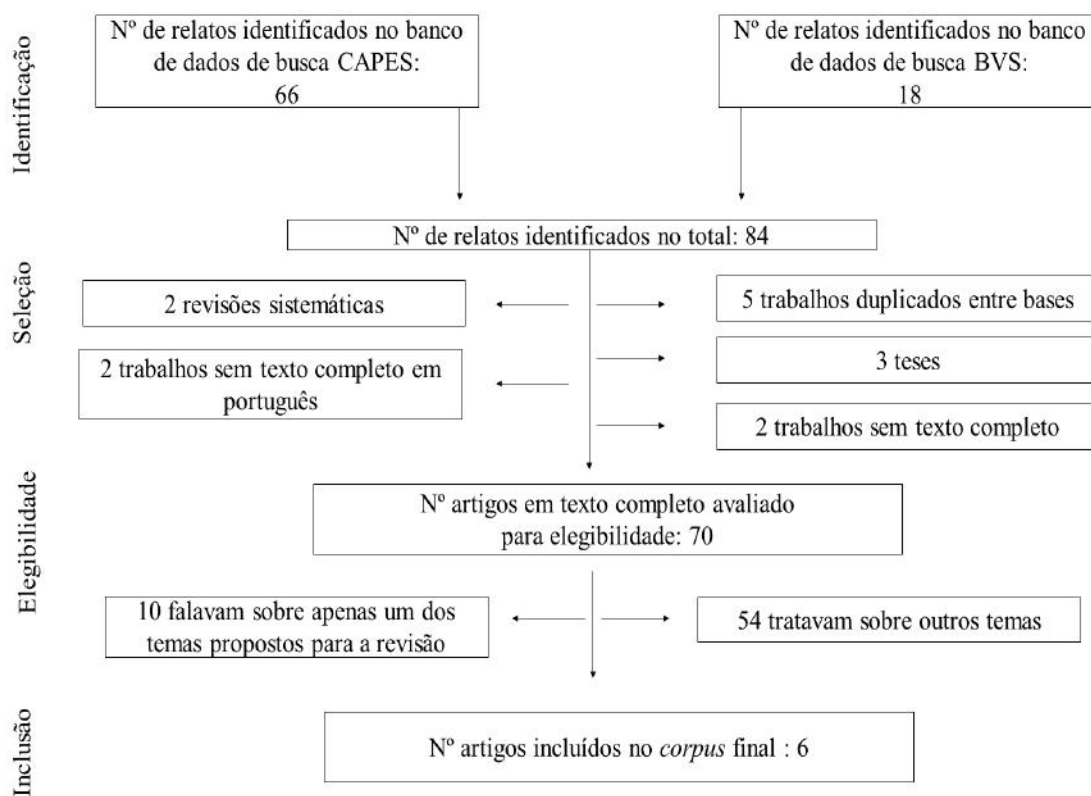 Identificação
Nº de relatos identificados no banco
de dados de busca CAPES:
66
Nº de relatos identificados no banco
de dados de busca BVS:
18
Nº de relatos identificados no total: 84
Seleção
2 revisões sistemáticas
5 trabalhos duplicados entre bases
2 trabalhos sem texto completo em
português
3 teses
2 trabalhos sem texto completo
Elegibilidade
Nº artigos em texto completo avaliado
para elegibilidade: 70
10 falavam sobre apenas um dos
temas propostos para a revisão
54 tratavam sobre outros temas
Inclusão
Nº artigos incluídos no corpus final : 6